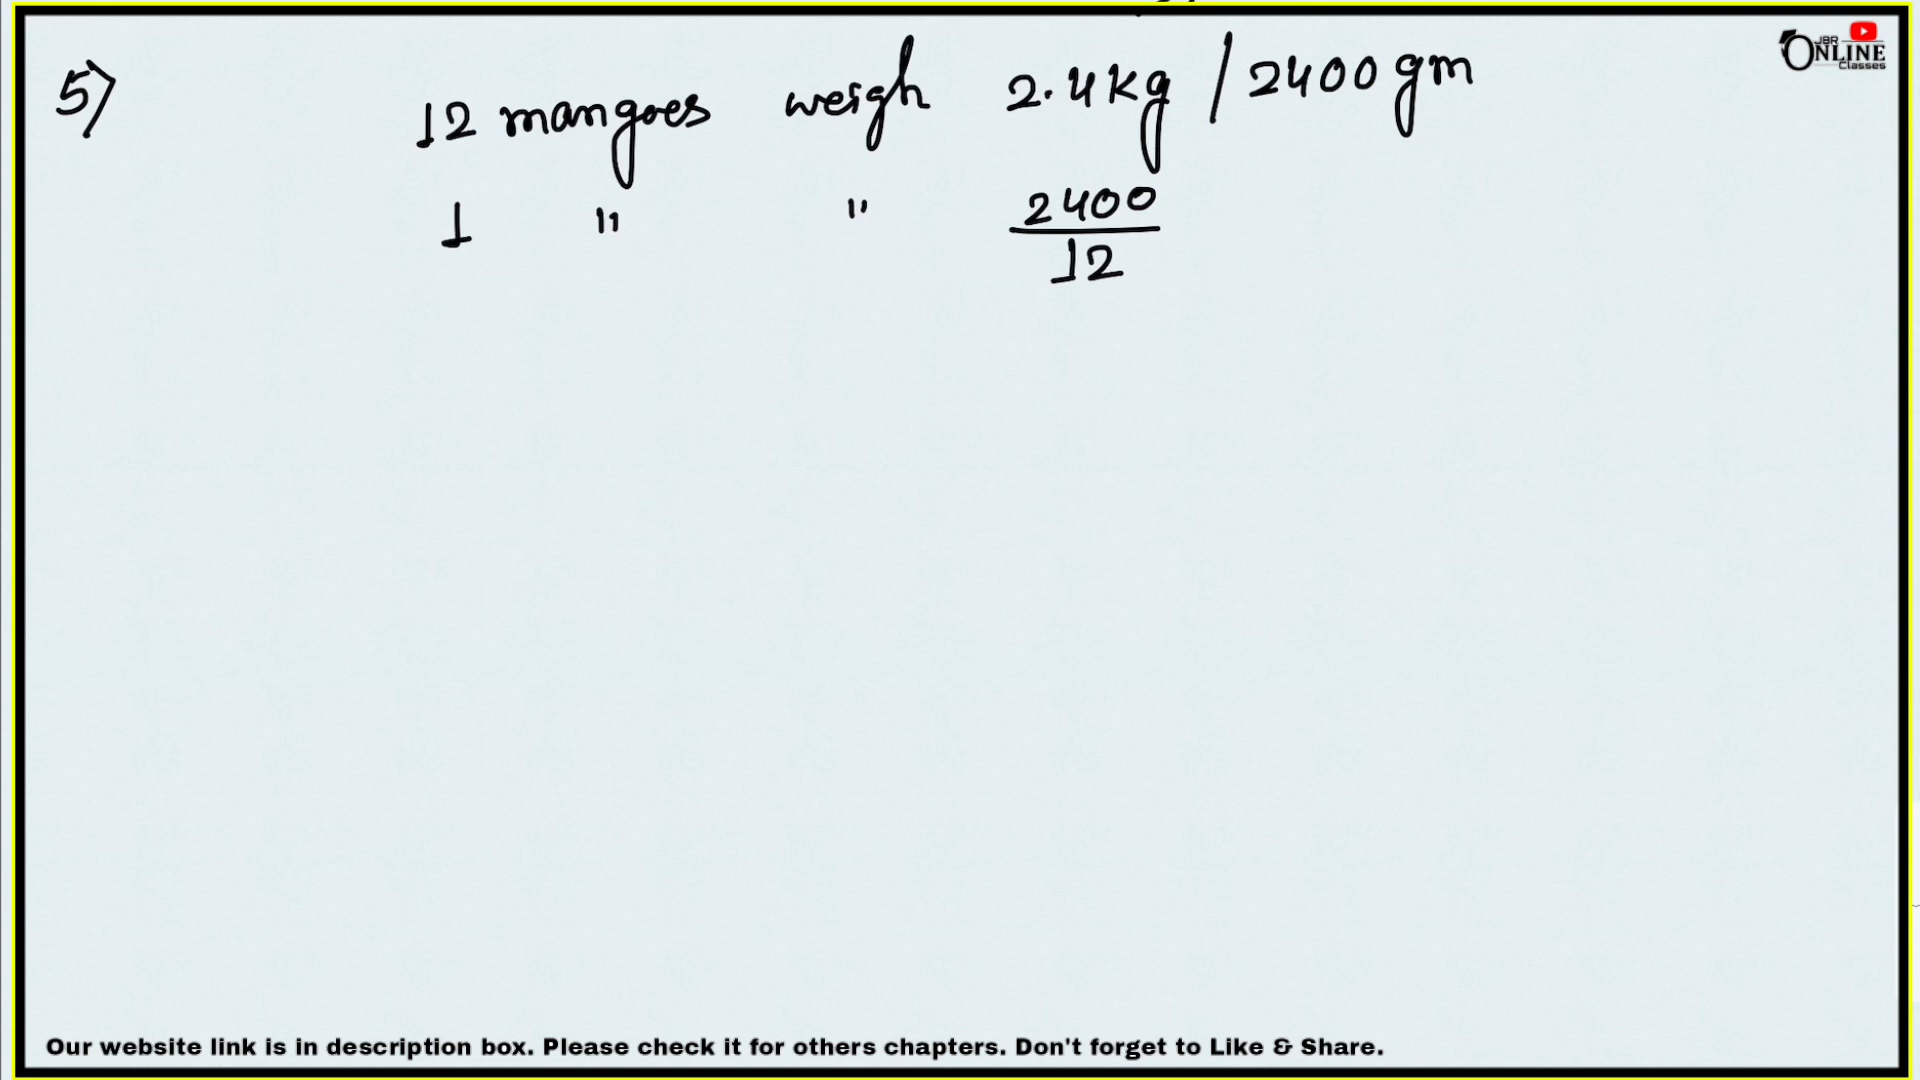 JBR
ONLINE
Classes
5)
12 mangoes weigh 2.4kg / 2400 gm
1 " " 2400
12
Our website link is in description box. Please check it for others chapters. Don't forget to Like & Share.